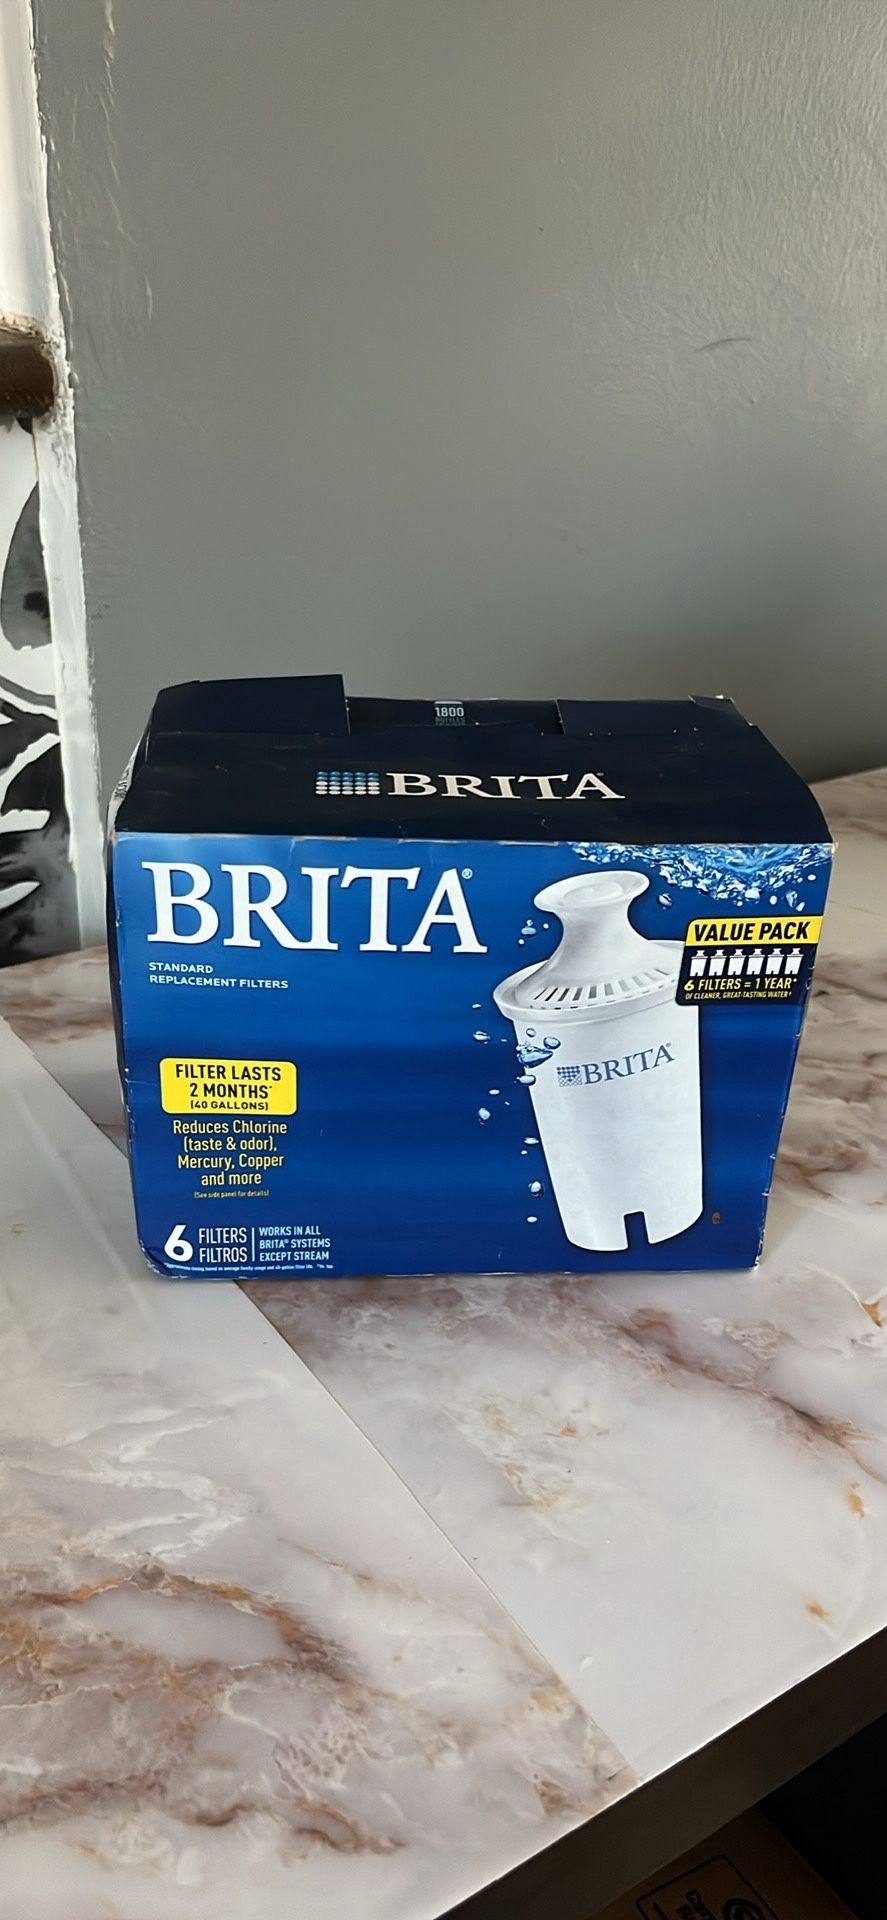 1800
BOTTLES
BRITA
BRITA®
STANDARD
REPLACEMENT FILTERS
VALUE PACK
6 FILTERS = 1 YEAR*
OF CLEANER, GREAT-TASTING WATER†
BRITA®
FILTER LASTS
2 MONTHS*
(40 GALLONS)
Reduces Chlorine
(taste & odor),
Mercury, Copper
and more
(See side panel for details)
6 FILTERS
FILTROS
WORKS IN ALL
BRITA® SYSTEMS
EXCEPT STREAM